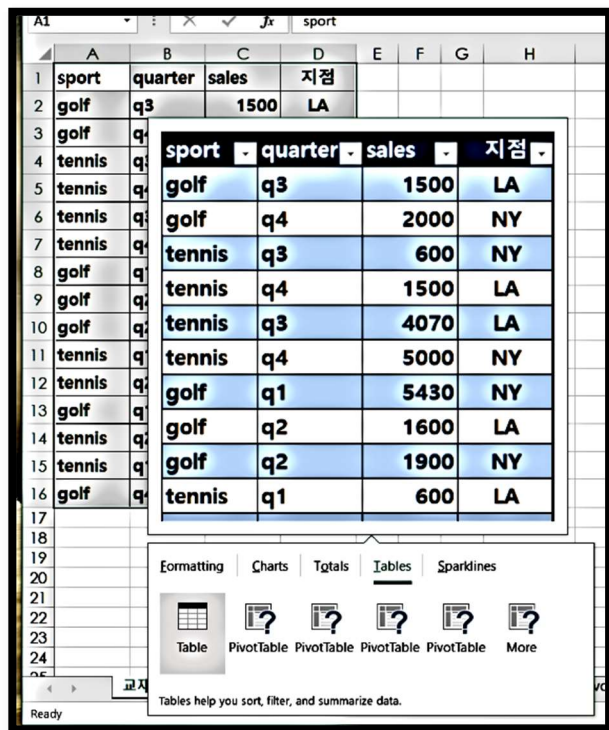 A1 fx sport
A B C D E F G H
1 sport quarter sales 지점
2 golf q3 1500 LA
3 golf
4 tennis
5 tennis
6 tennis
7 tennis
8 golf
9 golf
10 golf
11 tennis
12 tennis
13 golf
14 tennis
15 tennis
16 golf
17
18
19
20
21
22
23
24
25
sport quarter sales 지점
golf q3 1500 LA
golf q4 2000 NY
tennis q3 600 NY
tennis q4 1500 LA
tennis q3 4070 LA
tennis q4 5000 NY
golf q1 5430 NY
golf q2 1600 LA
golf q2 1900 NY
tennis q1 600 LA
Formatting Charts Totals Tables Sparklines
Table PivotTable PivotTable PivotTable PivotTable More
Tables help you sort, filter, and summarize data.
Ready